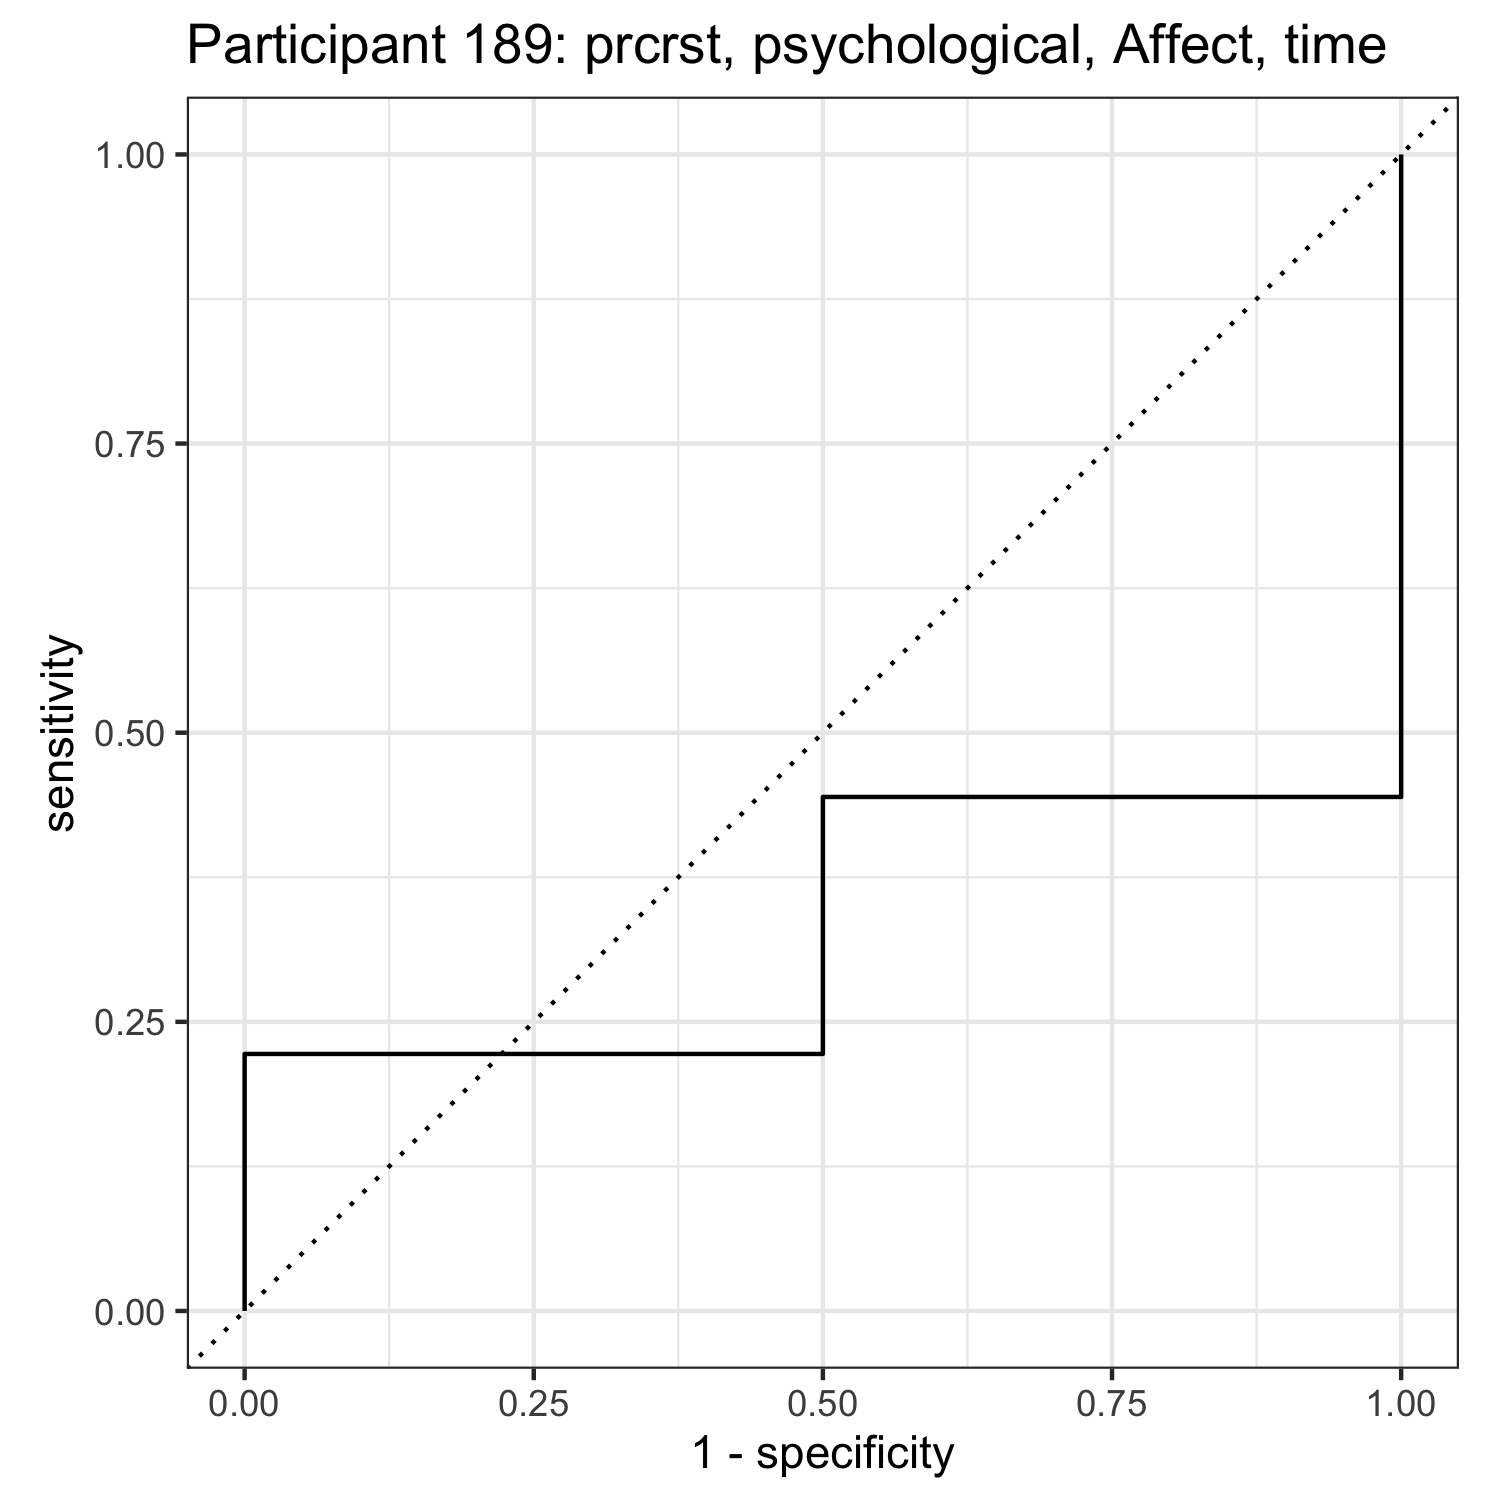 Participant 189: prcrst, psychological, Affect, time
1.00
0.75
0.50
0.25
0.00
sensitivity
0.00 0.25 0.50 0.75 1.00
1 - specificity